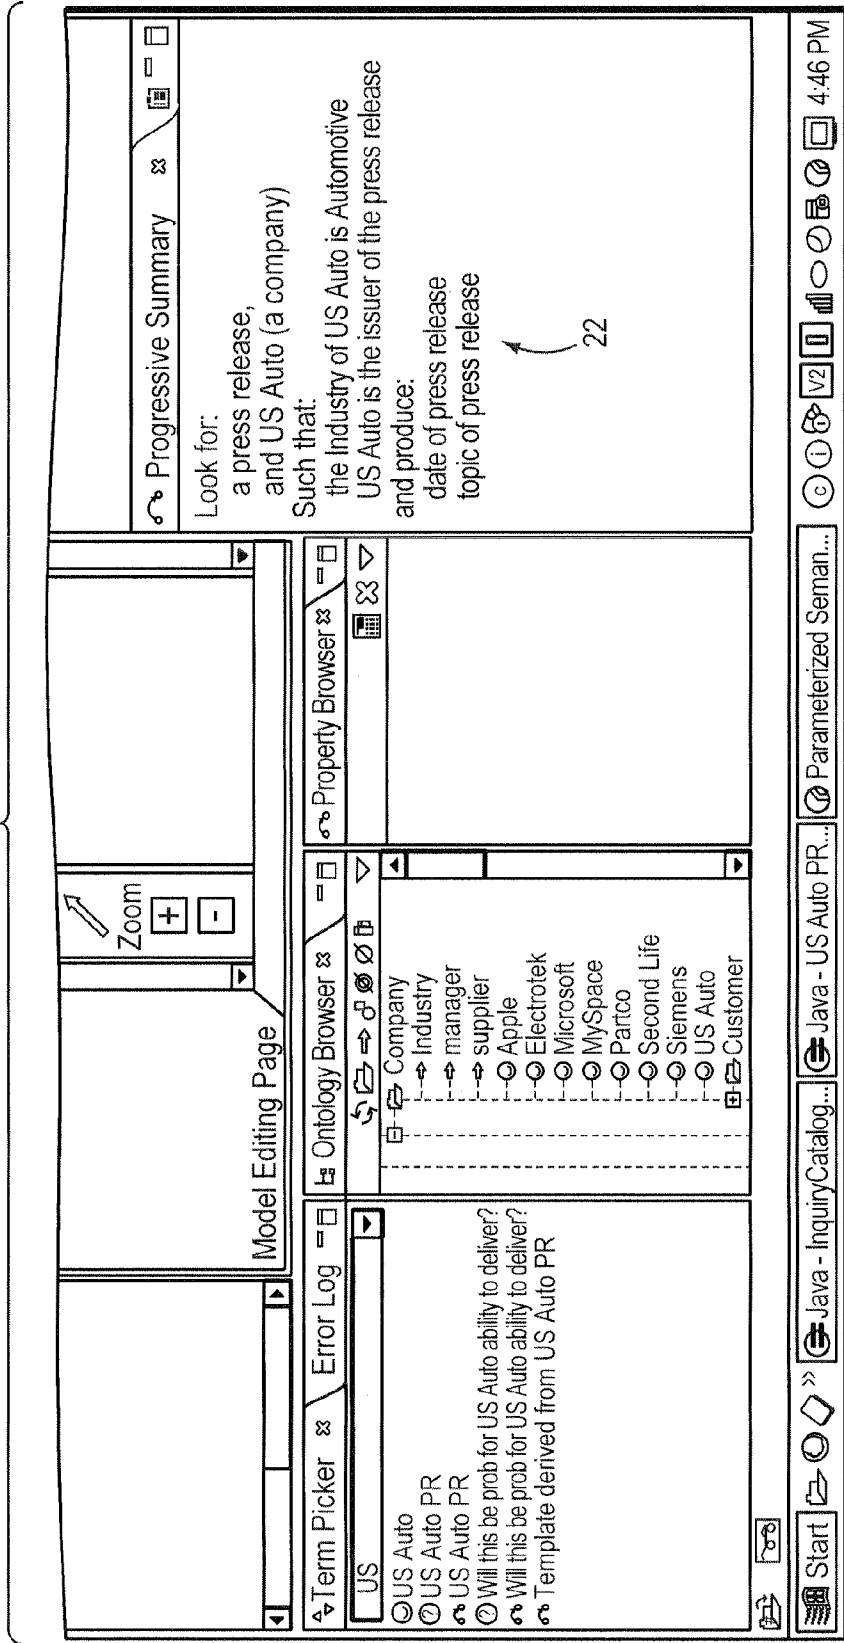 Zoom
+
-
Model Editing Page
Term Picker
Error Log
US
US Auto
US Auto PR
US Auto PR
Will this be prob for US Auto ability to deliver?
Will this be prob for US Auto ability to deliver?
Template derived from US Auto PR
Ontology Browser
Company
Industry
manager
supplier
Apple
Electrotek
Microsoft
MySpace
Partco
Second Life
Siemens
US Auto
Customer
Property Browser
Progressive Summary
Look for:
a press release,
and US Auto (a company)
Such that:
the Industry of US Auto is Automotive
US Auto is the issuer of the press release
and produce:
date of press release
topic of press release
22
Start
»
Java - InquiryCatalog...
Java - US Auto PR...
Parameterized Seman...
c
i
V2
4:46 PM